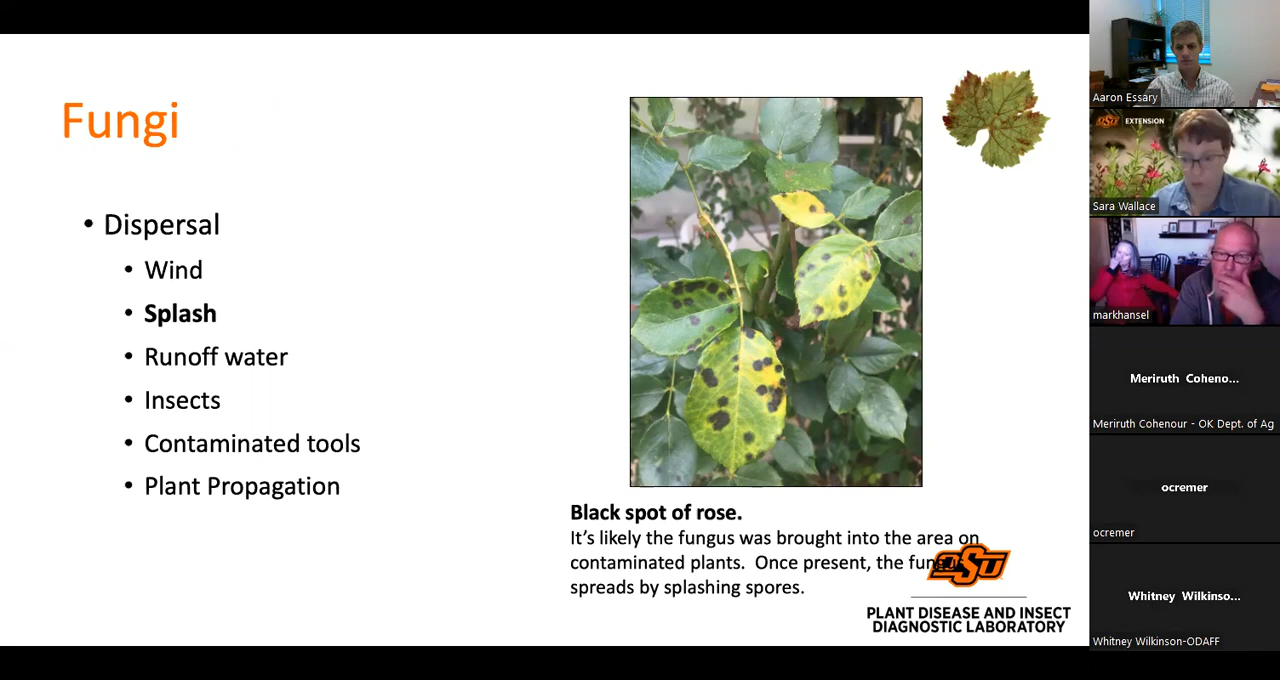 Fungi
• Dispersal
• Wind
• Splash
• Runoff water
• Insects
• Contaminated tools
• Plant Propagation
Black spot of rose.
It's likely the fungus was brought into the area on
contaminated plants. Once present, the fungus
spreads by splashing spores.
OSU
PLANT DISEASE AND INSECT
DIAGNOSTIC LABORATORY
Aaron Essary
OSU EXTENSION
Sara Wallace
markhansel
Meriruth Coheno...
Meriruth Cohenour - OK Dept. of Ag
ocremer
ocremer
Whitney Wilkinso...
Whitney Wilkinson-ODAFF